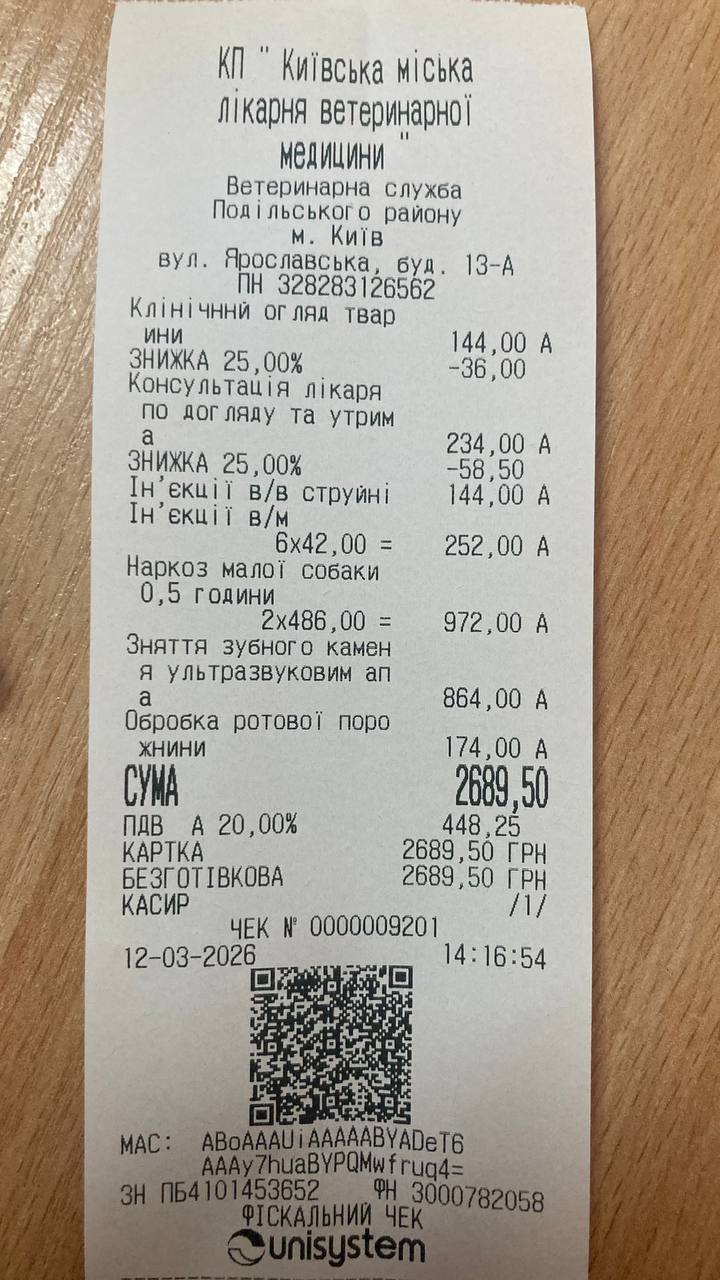 КП " Київська міська
лікарня ветеринарної
медицини "
Ветеринарна служба
Подільського району
м. Київ
вул. Ярославська, буд. 13-А
ПН 328283126562
Клінічннй огляд твар
ини 144,00 А
ЗНИЖКА 25,00% -36,00
Консультація лікаря
по догляду та утрим
а 234,00 А
ЗНИЖКА 25,00% -58,50
Ін'єкції в/в струйні 144,00 А
Ін'єкції в/м
6x42,00 = 252,00 А
Наркоз малої собаки
0,5 години
2x486,00 = 972,00 А
Зняття зубного камен
я ультразвуковим ап
а 864,00 А
Обробка ротової поро
жнини 174,00 А
СУМА 2689,50
ПДВ А 20,00% 448,25
КАРТКА 2689,50 ГРН
БЕЗГОТІВКОВА 2689,50 ГРН
КАСИР /1/
ЧЕК № 0000009201
12-03-2026 14:16:54
МАС: ABoAAAUiAAAAABYADeT6
AAAy7huaBYPQMwfruq4=
ЗН ПБ4101453652 ФН 3000782058
ФІСКАЛЬНИЙ ЧЕК
unisystem